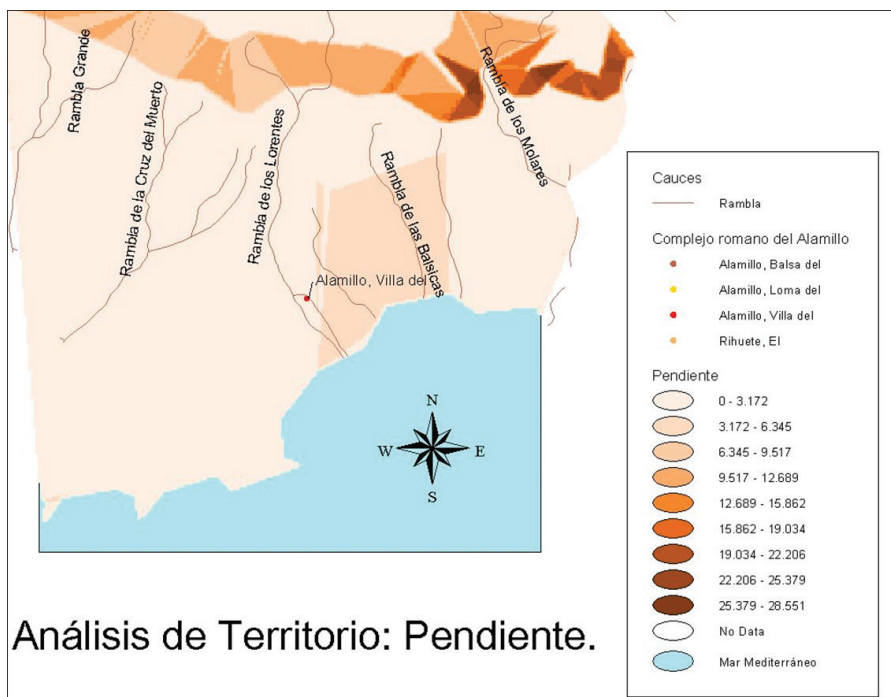 Rambla Grande
Rambla de la Cruz del Muerto
Rambla de los Lorentes
Rambla de las Balsicas
Rambla de los Molares
Alamillo, Villa del
N
W
E
S
Cauces
Rambla
Complejo romano del Alamillo
Alamillo, Balsa del
Alamillo, Loma del
Alamillo, Villa del
Rihuete, El
Pendiente
0 - 3.172
3.172 - 6.345
6.345 - 9.517
9.517 - 12.689
12.689 - 15.862
15.862 - 19.034
19.034 - 22.206
22.206 - 25.379
25.379 - 28.551
No Data
Mar Mediterráneo
Análisis de Territorio: Pendiente.